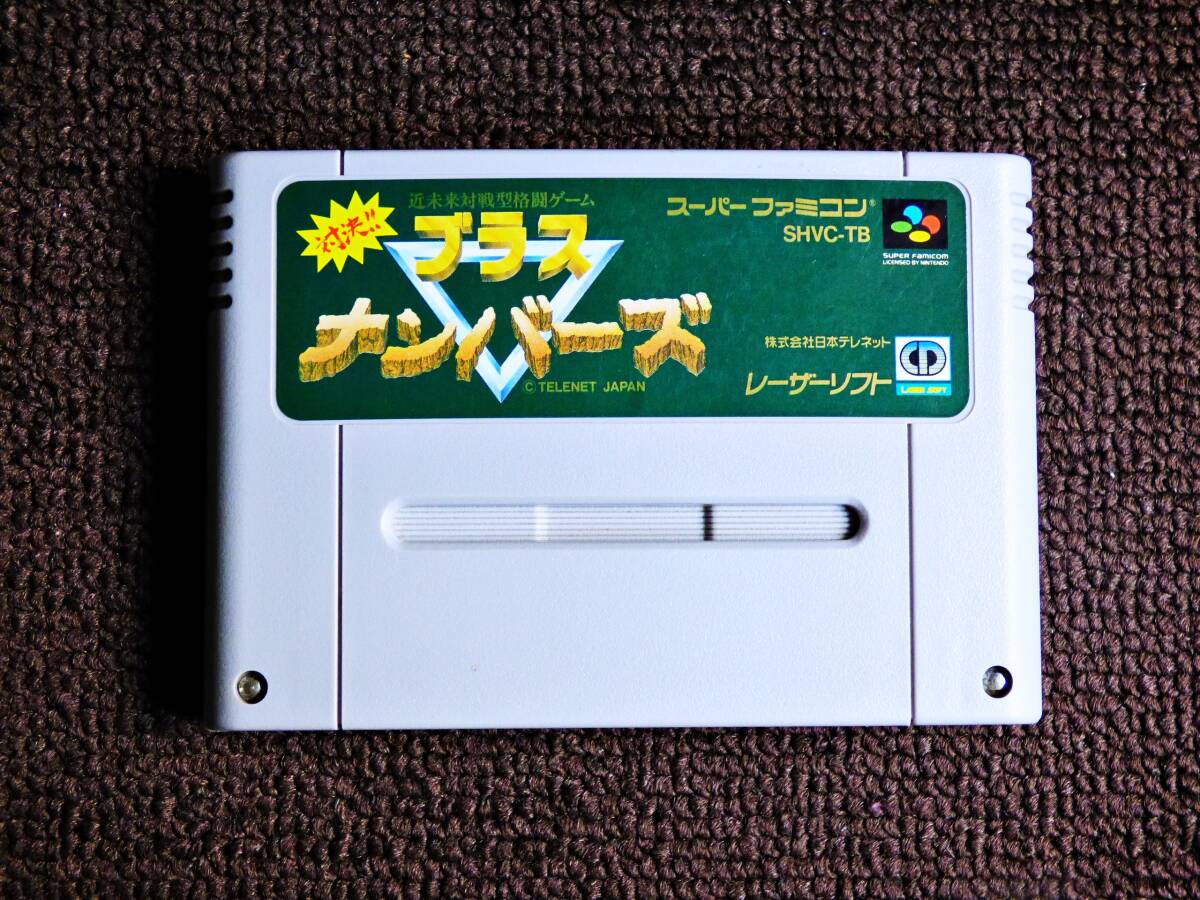 対決!!
近未来対戦型格闘ゲーム
ブラス
ナンバーズ
© TELENET JAPAN
スーパーファミコン®
SHVC-TB
SUPER FAMICOM
LICENSED BY NINTENDO
株式会社日本テレネット
レーザーソフト
LASER SOFT